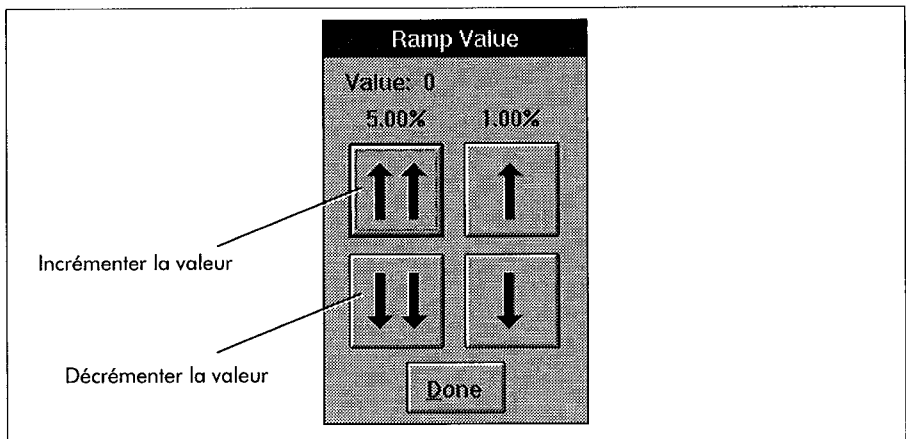 Ramp Value
Value: 0
5.00% 1.00%
Incrémenter la valeur
Décrémenter la valeur
Done